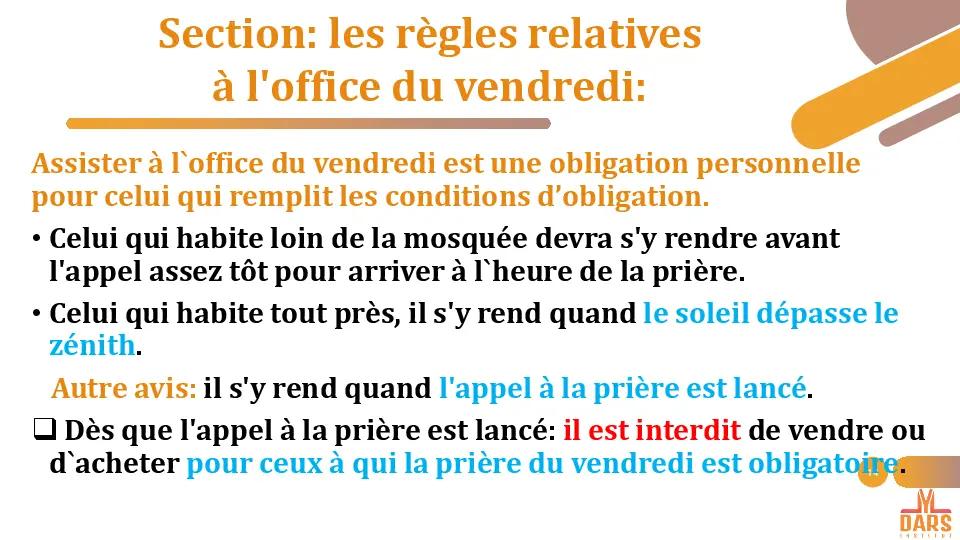 Section: les règles relatives
à l'office du vendredi:
Assister à l`office du vendredi est une obligation personnelle
pour celui qui remplit les conditions d’obligation.
• Celui qui habite loin de la mosquée devra s'y rendre avant
l'appel assez tôt pour arriver à l`heure de la prière.
• Celui qui habite tout près, il s'y rend quand le soleil dépasse le
zénith.
Autre avis: il s'y rend quand l'appel à la prière est lancé.
❑ Dès que l'appel à la prière est lancé: il est interdit de vendre ou
d`acheter pour ceux à qui la prière du vendredi est obligatoire.
DARS
INSTITUT